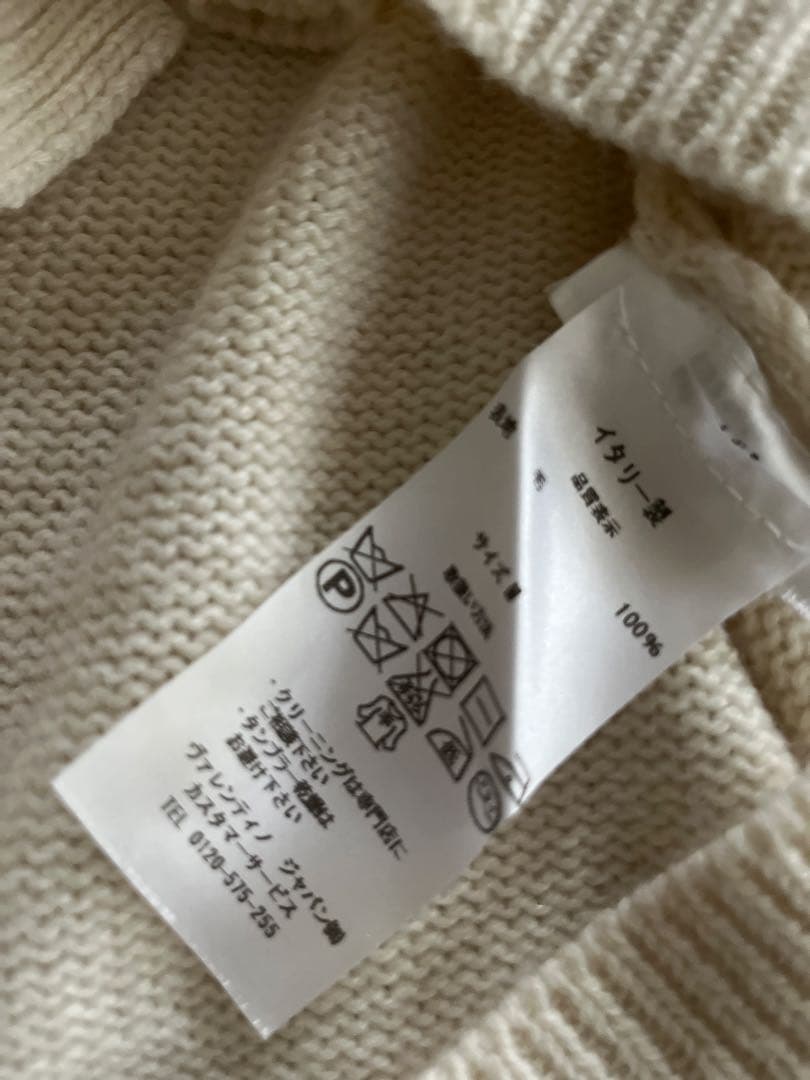 イタリー製
品質表示
表地 毛 100%
サイズ M
取扱い方法
P
・クリーニングは専門店に
ご相談下さい
・タンブラー乾燥は
お避け下さい
ヴァレンティノ ジャパン㈱
カスタマーサービス
TEL 0120-575-255